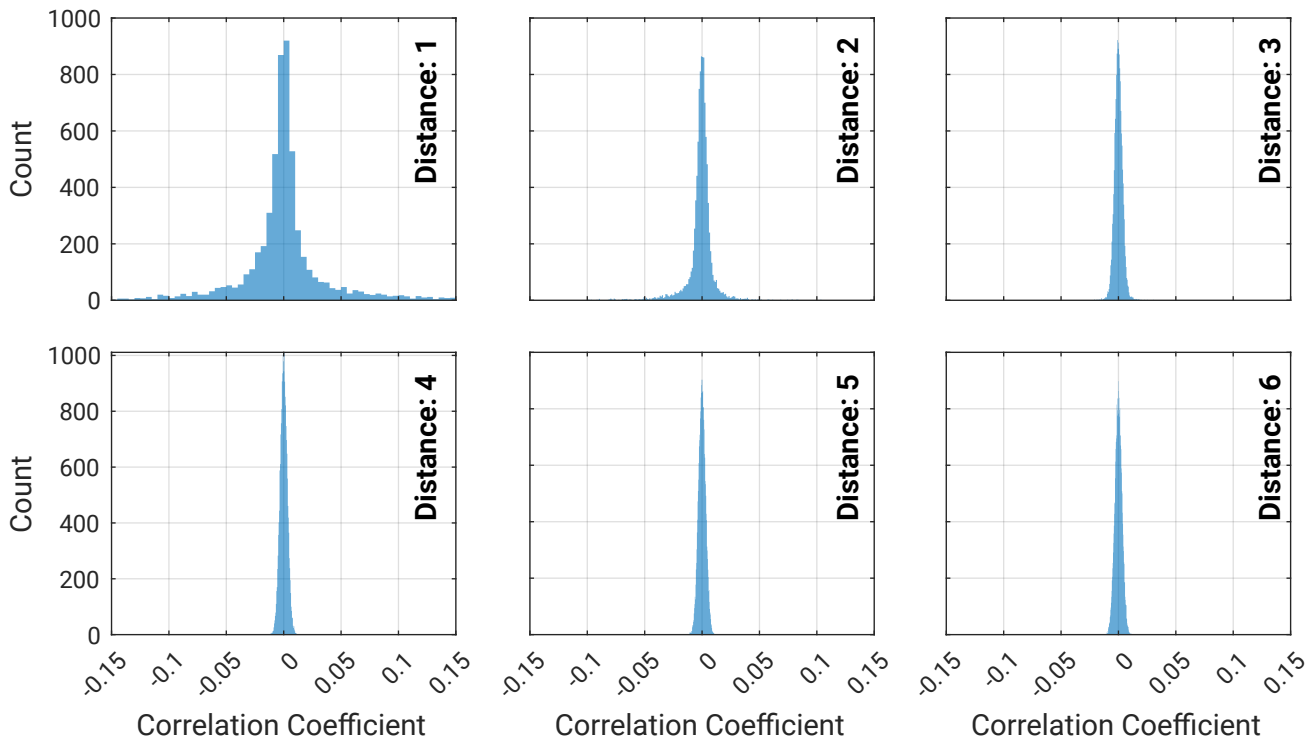 1000
800
600
400
200
0
Count
Distance: 1
Distance: 2
Distance: 3
1000
800
600
400
200
0
Count
Distance: 4
Distance: 5
Distance: 6
-0.15 -0.1 -0.05 0 0.05 0.1 0.15
-0.15 -0.1 -0.05 0 0.05 0.1 0.15
-0.15 -0.1 -0.05 0 0.05 0.1 0.15
Correlation Coefficient
Correlation Coefficient
Correlation Coefficient